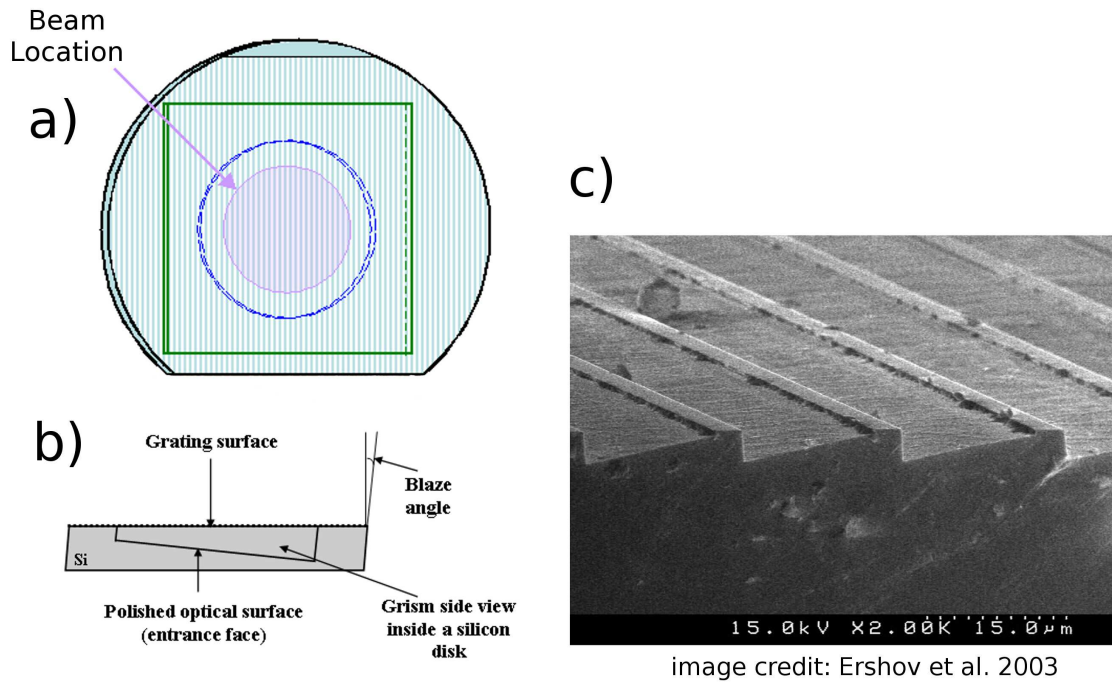 Beam
Location
a)
b)
Grating surface
Blaze
angle
Si
Polished optical surface
(entrance face)
Grism side view
inside a silicon
disk
c)
15.0kV X2.00K 15.0µm
image credit: Ershov et al. 2003